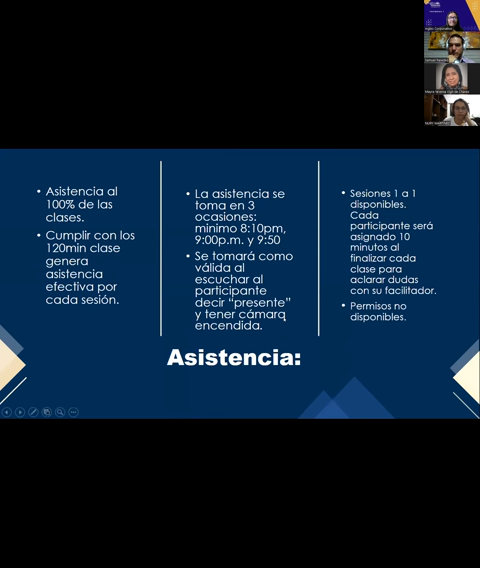 • Asistencia al
100% de las
clases.
• Cumplir con los
120min clase
genera
asistencia
efectiva por
cada sesión.
• La asistencia se
toma en 3
ocasiones:
minimo 8:10pm,
9:00p.m. y 9:50
• Se tomará como
válida al
escuchar al
participante
decir “presente”
y tener cámara
encendida.
• Sesiones 1 a 1
disponibles.
Cada
participante será
asignado 10
minutos al
finalizar cada
clase para
aclarar dudas
con su facilitador.
• Permisos no
disponibles.
Asistencia: